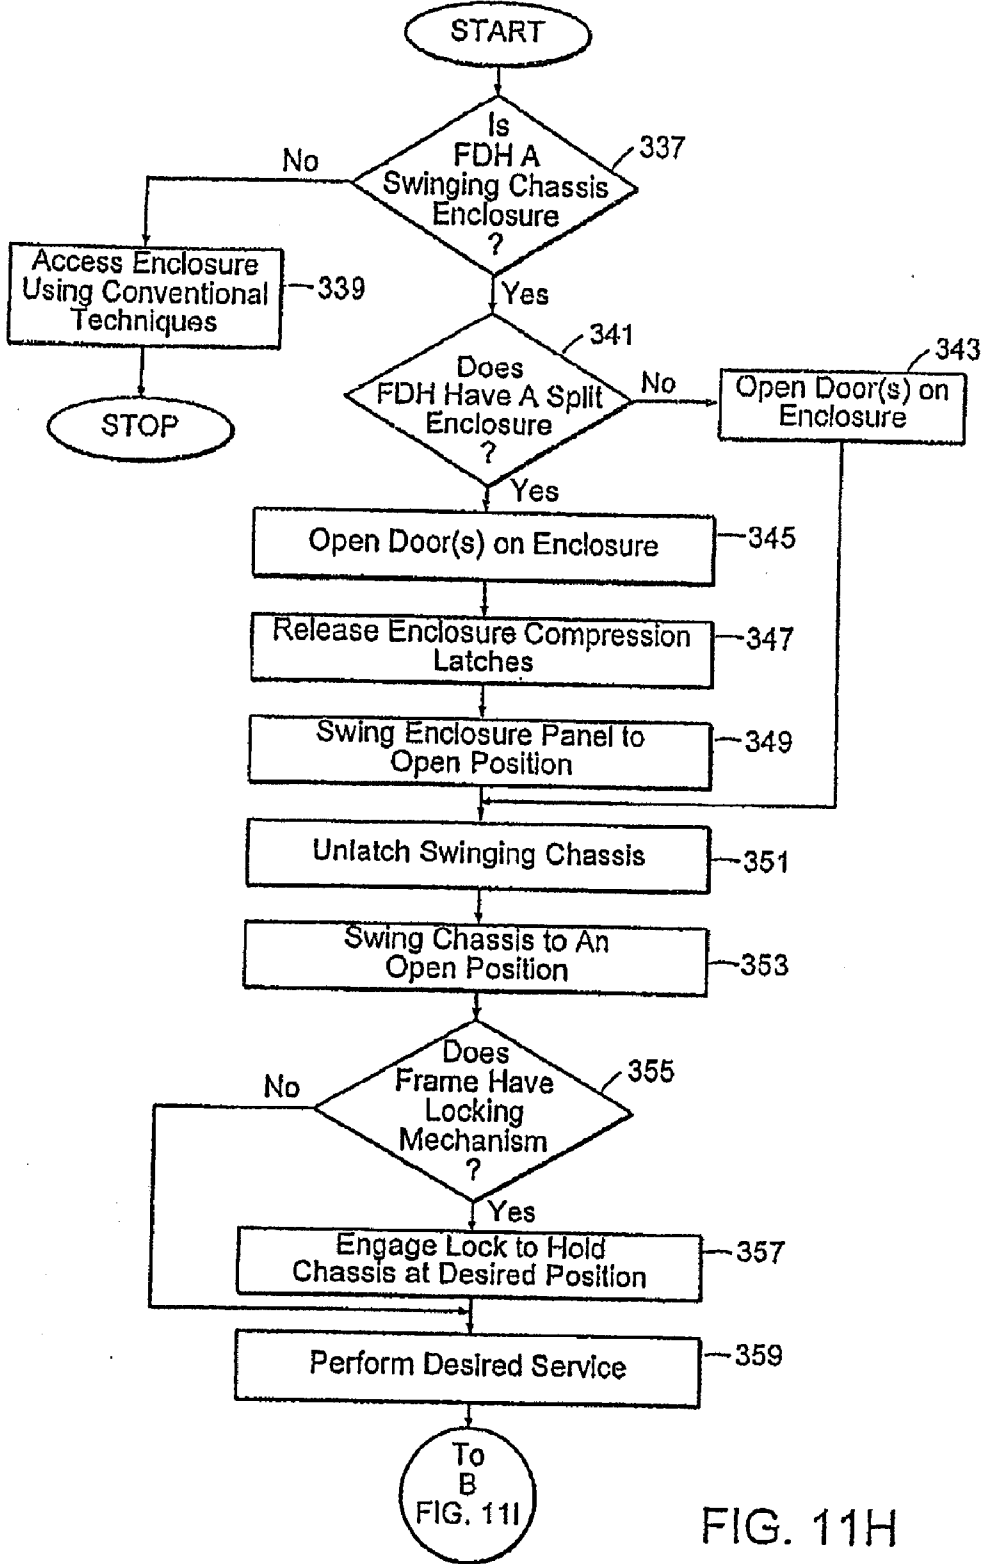 START
Is
FDH A
Swinging Chassis
Enclosure
?
337
No
Yes
Access Enclosure
Using Conventional
Techniques
339
STOP
Does
FDH Have A Split
Enclosure
?
341
No
Yes
Open Door(s) on
Enclosure
343
Open Door(s) on Enclosure
345
Release Enclosure Compression
Latches
347
Swing Enclosure Panel to
Open Position
349
Unlatch Swinging Chassis
351
Swing Chassis to An
Open Position
353
Does
Frame Have
Locking
Mechanism
?
355
No
Yes
Engage Lock to Hold
Chassis at Desired Position
357
Perform Desired Service
359
To
B
FIG. 11I
FIG. 11H